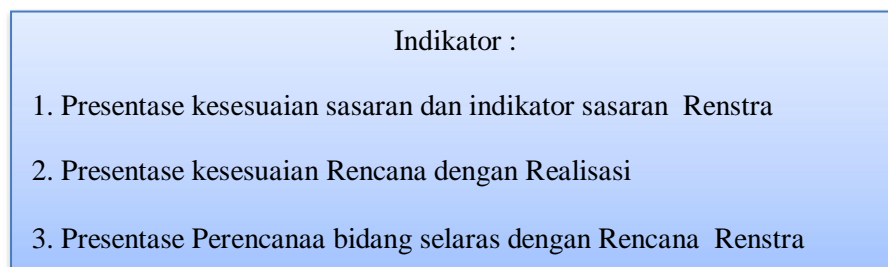 Indikator :
1. Presentase kesesuaian sasaran dan indikator sasaran  Renstra
2. Presentase kesesuaian Rencana dengan Realisasi
3. Presentase Perencanaa bidang selaras dengan Rencana  Renstra